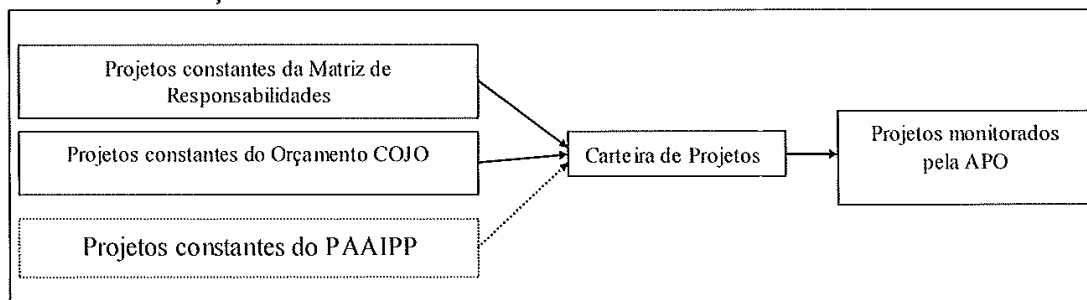 Projetos constantes da Matriz de
Responsabilidades
Projetos constantes do Orçamento COJO
Projetos constantes do PAAIPP
Carteira de Projetos
Projetos monitorados
pela APO